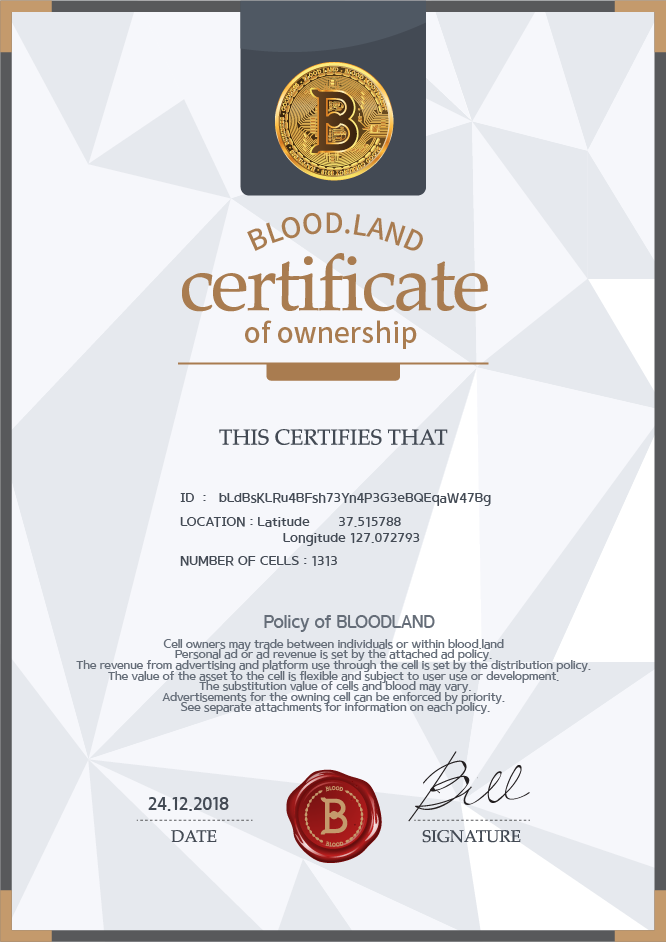 BLOOD.LAND
certificate
of ownership
THIS CERTIFIES THAT
ID : bLdBsKLRu4BFsh73Yn4P3G3eBQEqaW47Bg
LOCATION : Latitude 37.515788
Longitude 127.072793
NUMBER OF CELLS : 1313
Policy of BLOODLAND
Cell owners may trade between individuals or within blood land
Personal ad or ad revenue is set by the attached ad policy.
The revenue from advertising and platform use through the cell is set by the distribution policy.
The value of the asset to the cell is flexible and subject to user use or development.
The substitution value of cells and blood may vary.
Advertisements for the owning cell can be enforced by priority.
See separate attachments for information on each policy.
24.12.2018
DATE
BLOOD
B
BLOOD
Bill
SIGNATURE